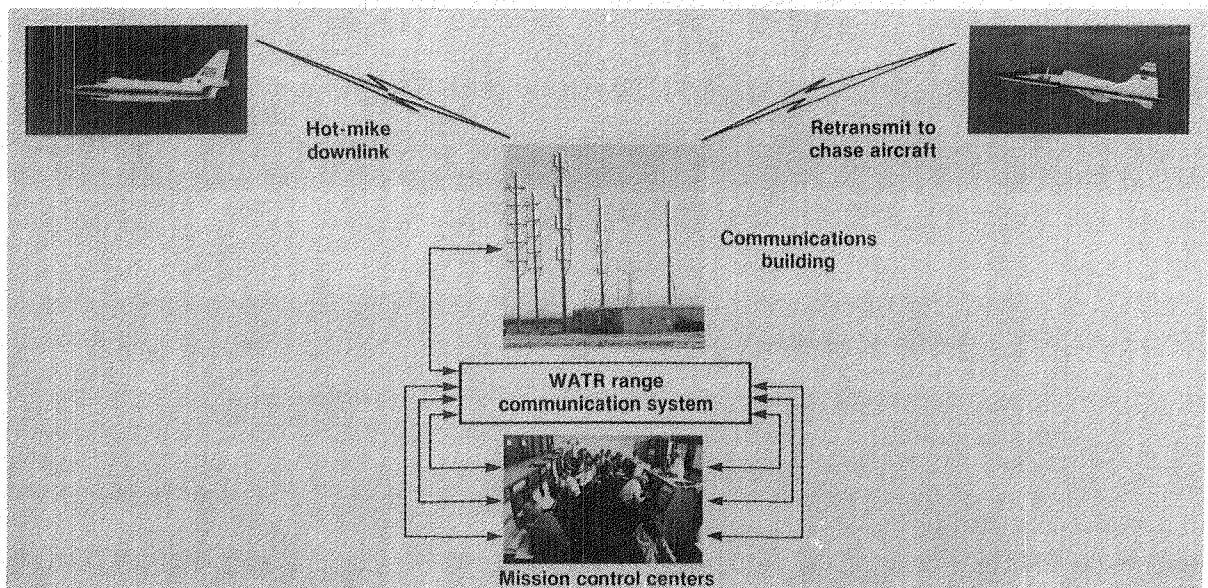 Hot-mike
downlink
Retransmit to
chase aircraft
Communications
building
WATR range
communication system
Mission control centers